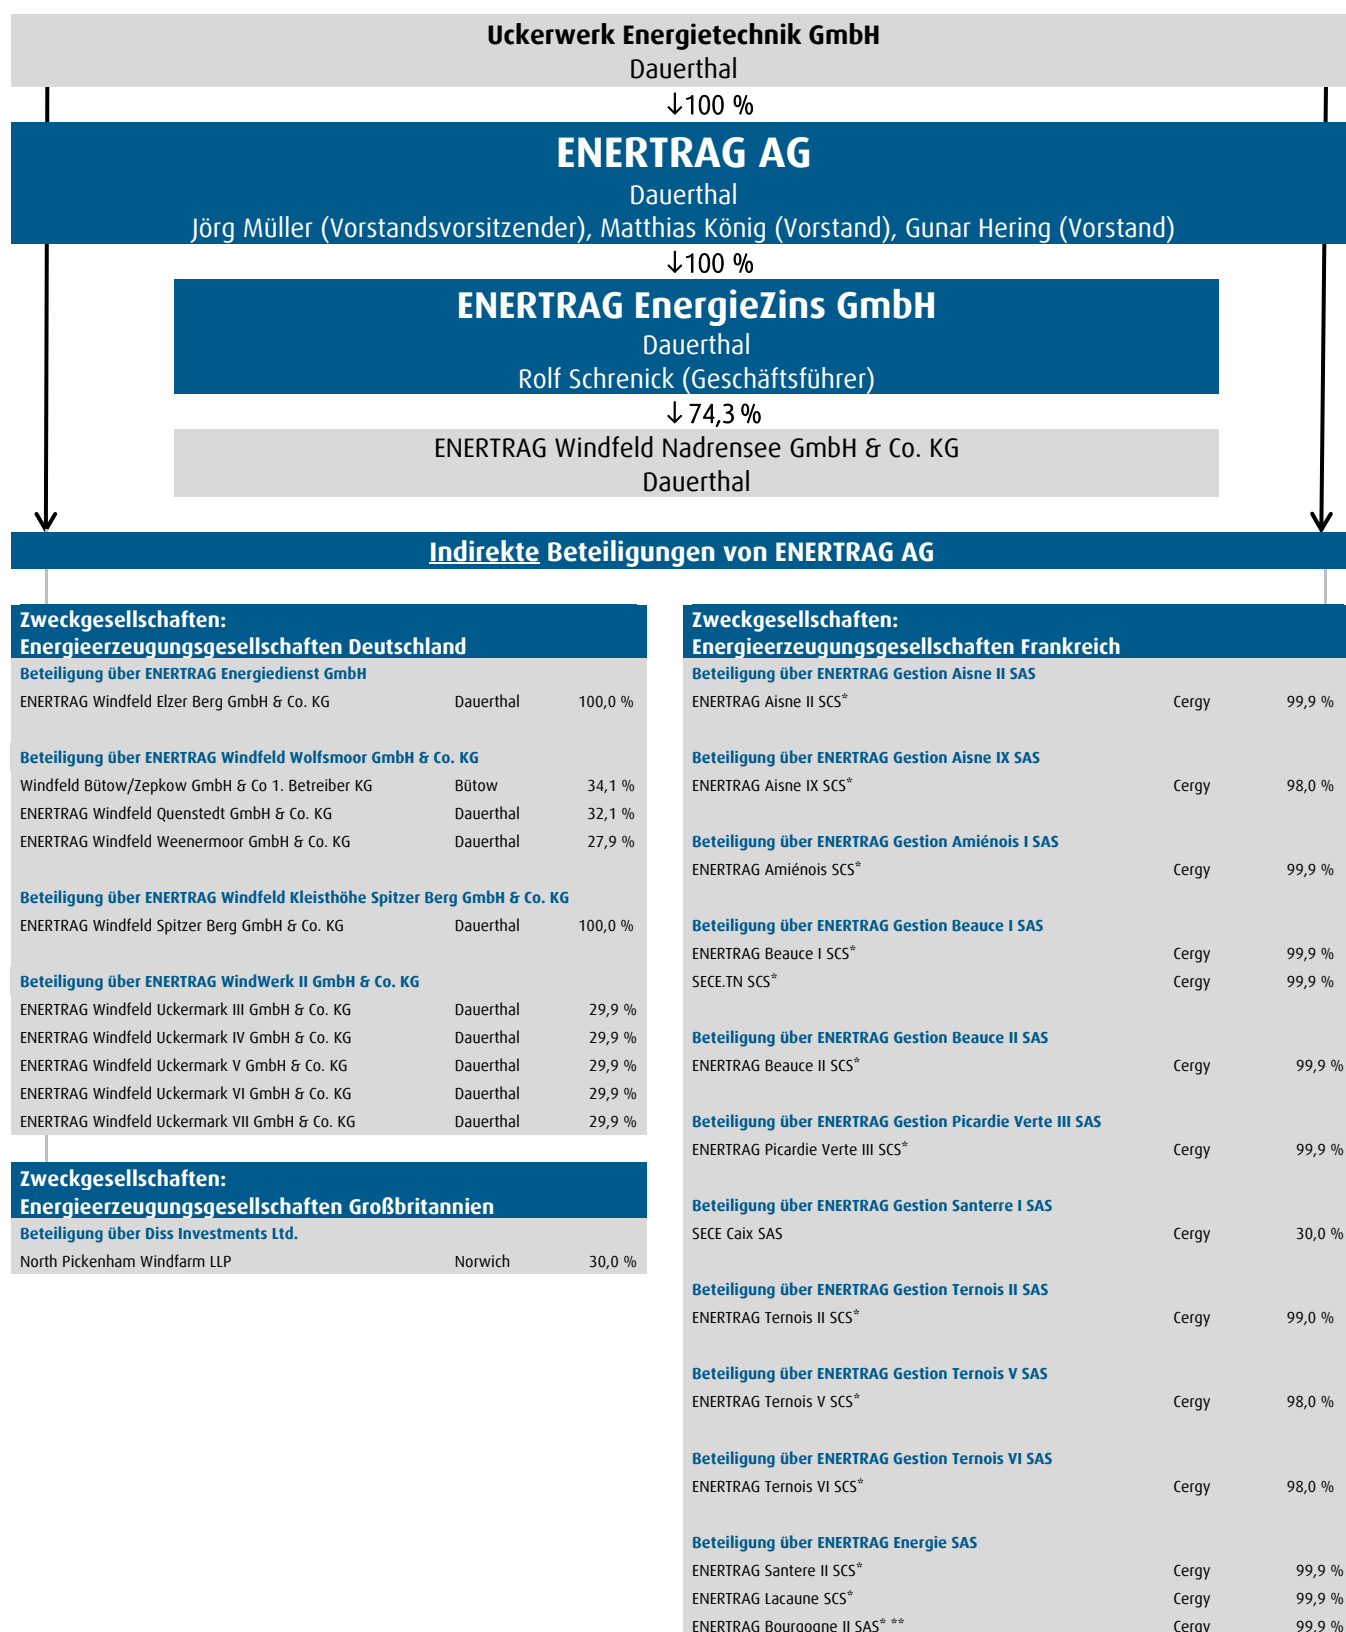 Uckerwerk Energietechnik GmbH
Dauerthal
↓100 %
ENERTRAG AG
Dauerthal
Jörg Müller (Vorstandsvorsitzender), Matthias König (Vorstand), Gunar Hering (Vorstand)
↓100 %
ENERTRAG EnergieZins GmbH
Dauerthal
Rolf Schrenick (Geschäftsführer)
↓ 74,3 %
ENERTRAG Windfeld Nadrensee GmbH & Co. KG
Dauerthal
Indirekte Beteiligungen von ENERTRAG AG
Zweckgesellschaften:
Energieerzeugungsgesellschaften Deutschland
Beteiligung über ENERTRAG Energiedienst GmbH
ENERTRAG Windfeld Elzer Berg GmbH & Co. KG Dauerthal 100,0 %
Beteiligung über ENERTRAG Windfeld Wolfsmoor GmbH & Co. KG
Windfeld Bütow/Zepkow GmbH & Co 1. Betreiber KG Bütow 34,1 %
ENERTRAG Windfeld Quenstedt GmbH & Co. KG Dauerthal 32,1 %
ENERTRAG Windfeld Weenermoor GmbH & Co. KG Dauerthal 27,9 %
Beteiligung über ENERTRAG Windfeld Kleisthöhe Spitzer Berg GmbH & Co. KG
ENERTRAG Windfeld Spitzer Berg GmbH & Co. KG Dauerthal 100,0 %
Beteiligung über ENERTRAG WindWerk II GmbH & Co. KG
ENERTRAG Windfeld Uckermark III GmbH & Co. KG Dauerthal 29,9 %
ENERTRAG Windfeld Uckermark IV GmbH & Co. KG Dauerthal 29,9 %
ENERTRAG Windfeld Uckermark V GmbH & Co. KG Dauerthal 29,9 %
ENERTRAG Windfeld Uckermark VI GmbH & Co. KG Dauerthal 29,9 %
ENERTRAG Windfeld Uckermark VII GmbH & Co. KG Dauerthal 29,9 %
Zweckgesellschaften:
Energieerzeugungsgesellschaften Großbritannien
Beteiligung über Diss Investments Ltd.
North Pickenham Windfarm LLP Norwich 30,0 %
Zweckgesellschaften:
Energieerzeugungsgesellschaften Frankreich
Beteiligung über ENERTRAG Gestion Aisne II SAS
ENERTRAG Aisne II SCS* Cergy 99,9 %
Beteiligung über ENERTRAG Gestion Aisne IX SAS
ENERTRAG Aisne IX SCS* Cergy 98,0 %
Beteiligung über ENERTRAG Gestion Amiénois I SAS
ENERTRAG Amiénois SCS* Cergy 99,9 %
Beteiligung über ENERTRAG Gestion Beauce I SAS
ENERTRAG Beauce I SCS* Cergy 99,9 %
SECE.TN SCS* Cergy 99,9 %
Beteiligung über ENERTRAG Gestion Beauce II SAS
ENERTRAG Beauce II SCS* Cergy 99,9 %
Beteiligung über ENERTRAG Gestion Picardie Verte III SAS
ENERTRAG Picardie Verte III SCS* Cergy 99,9 %
Beteiligung über ENERTRAG Gestion Santerre I SAS
SECE Caix SAS Cergy 30,0 %
Beteiligung über ENERTRAG Gestion Ternois II SAS
ENERTRAG Ternois II SCS* Cergy 99,0 %
Beteiligung über ENERTRAG Gestion Ternois V SAS
ENERTRAG Ternois V SCS* Cergy 98,0 %
Beteiligung über ENERTRAG Gestion Ternois VI SAS
ENERTRAG Ternois VI SCS* Cergy 98,0 %
Beteiligung über ENERTRAG Energie SAS
ENERTRAG Santere II SCS* Cergy 99,9 %
ENERTRAG Lacaune SCS* Cergy 99,9 %
ENERTRAG Bourgogne II SAS* ** Cergy 99,9 %